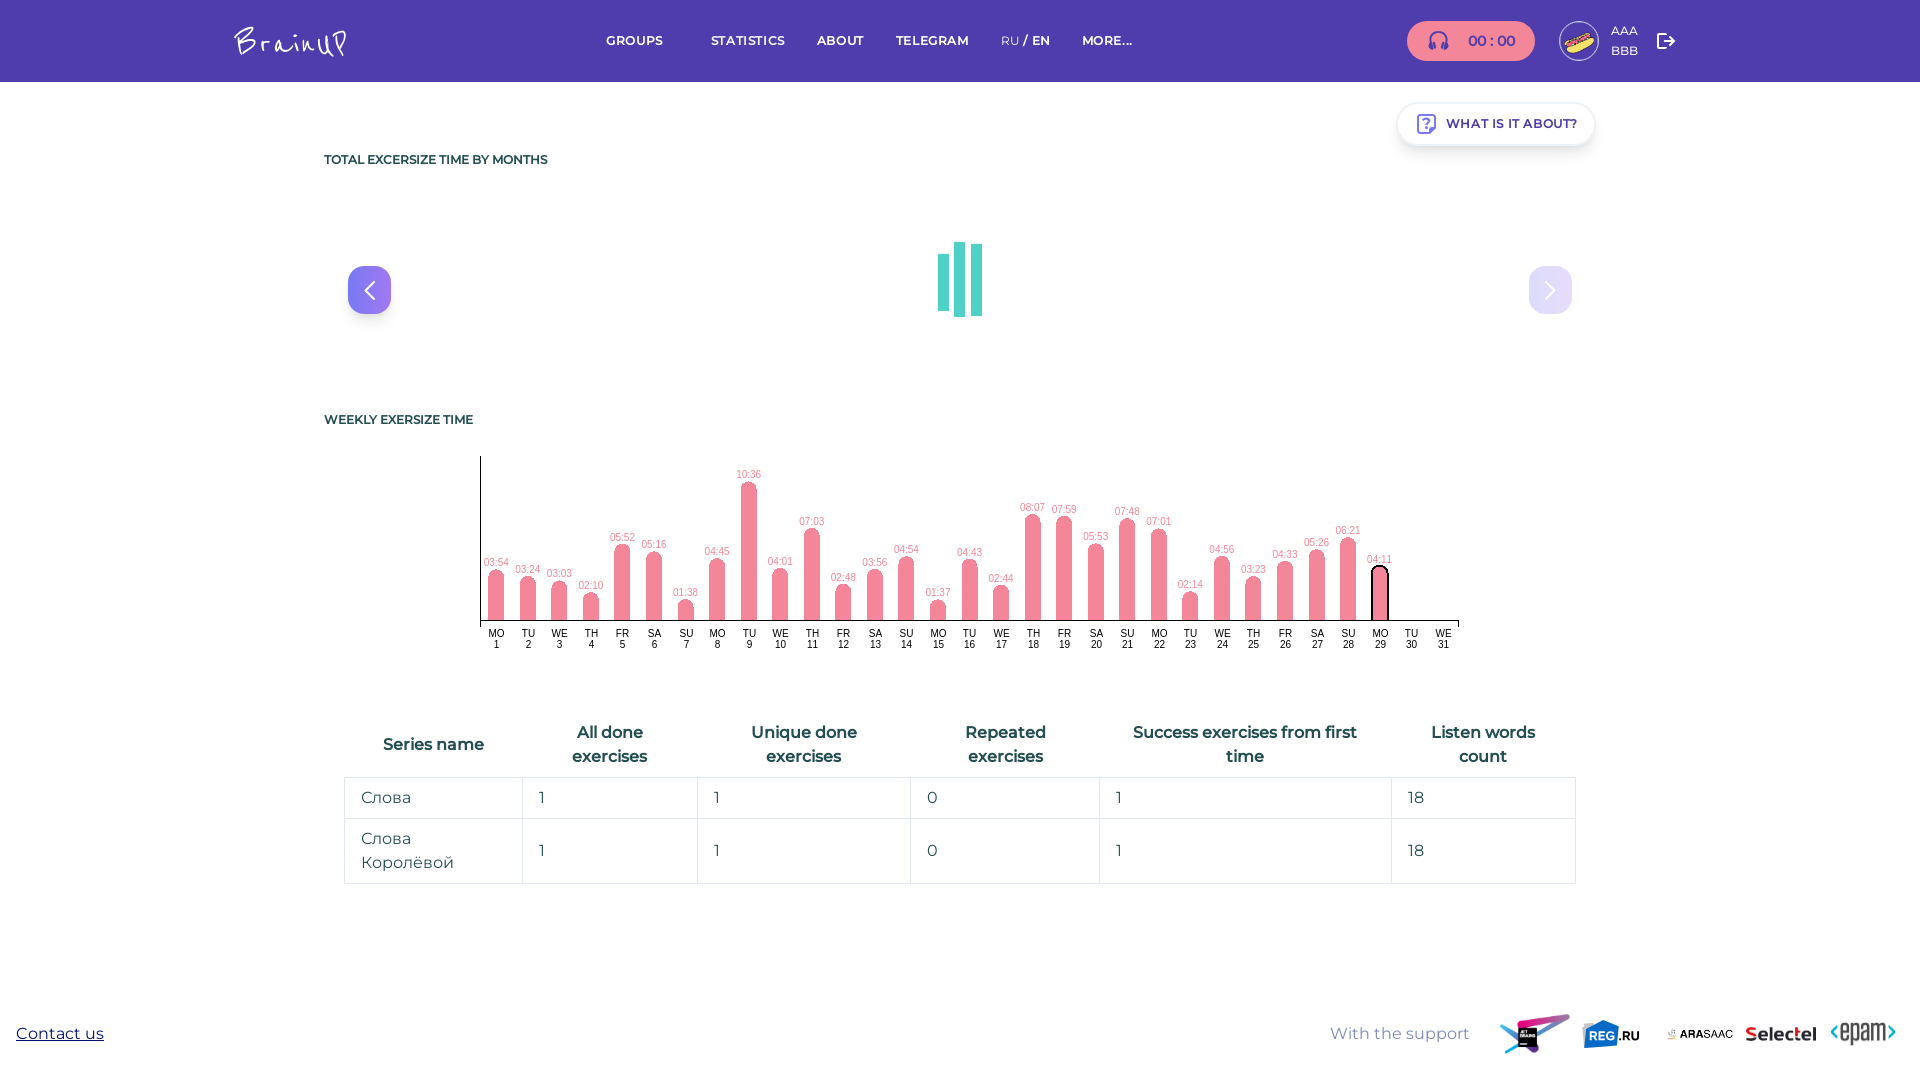 BrainUP
GROUPS
STATISTICS
ABOUT
TELEGRAM
RU / EN
MORE...
00 : 00
AAA
BBB
WHAT IS IT ABOUT?
TOTAL EXCERSIZE TIME BY MONTHS
WEEKLY EXERSIZE TIME
03:54 03:24 03:03 02:10 05:52 05:16 01:38 04:45 10:36 04:01 07:03 02:48 03:56 04:54 01:37 04:43 02:44 08:07 07:59 05:53 07:48 07:01 02:14 04:56 03:23 04:33 05:26 06:21 04:11
MO TU WE TH FR SA SU MO TU WE TH FR SA SU MO TU WE TH FR SA SU MO TU WE TH FR SA SU MO TU WE
1 2 3 4 5 6 7 8 9 10 11 12 13 14 15 16 17 18 19 20 21 22 23 24 25 26 27 28 29 30 31
Series name
All done
exercises
Unique done
exercises
Repeated
exercises
Success exercises from first
time
Listen words
count
Слова 1 1 0 1 18
Слова
Королёвой 1 1 0 1 18
Contact us
With the support
JET
BRAINS
REG.RU
ARASAAC
Selectel
<epam>